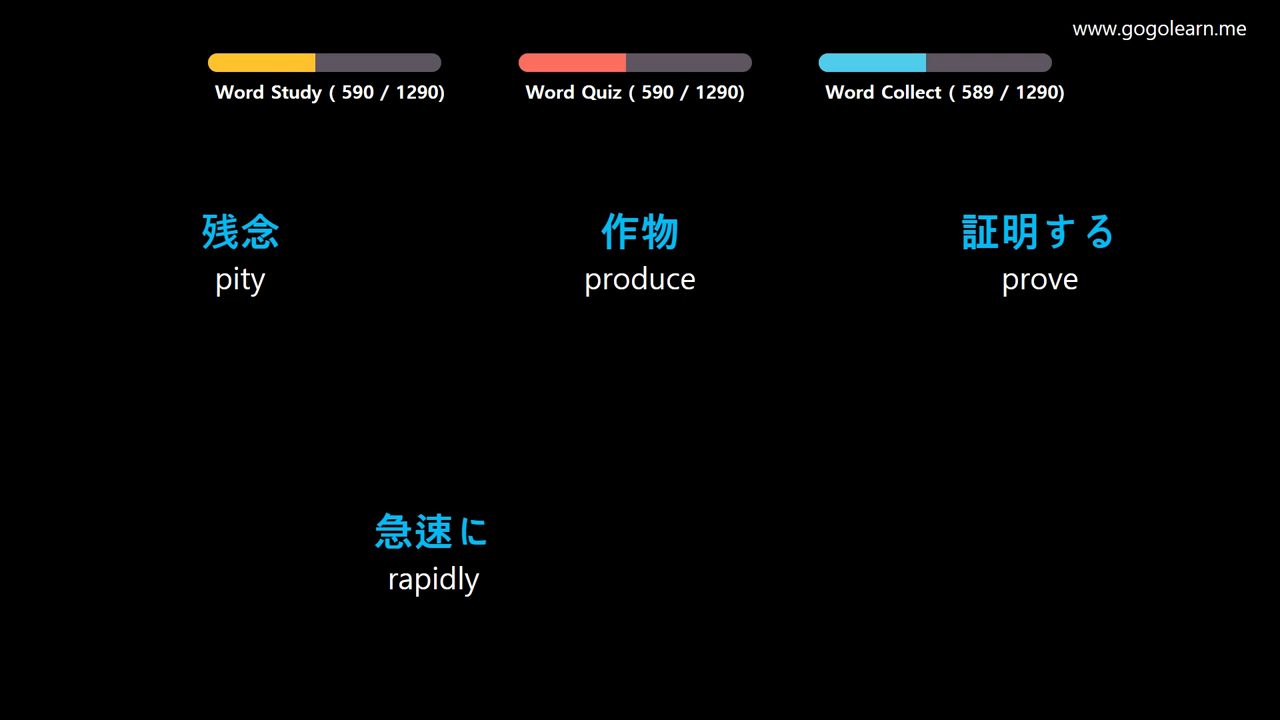 www.gogolearn.me
Word Study ( 590 / 1290)
Word Quiz ( 590 / 1290)
Word Collect ( 589 / 1290)
残念
pity
作物
produce
証明する
prove
急速に
rapidly